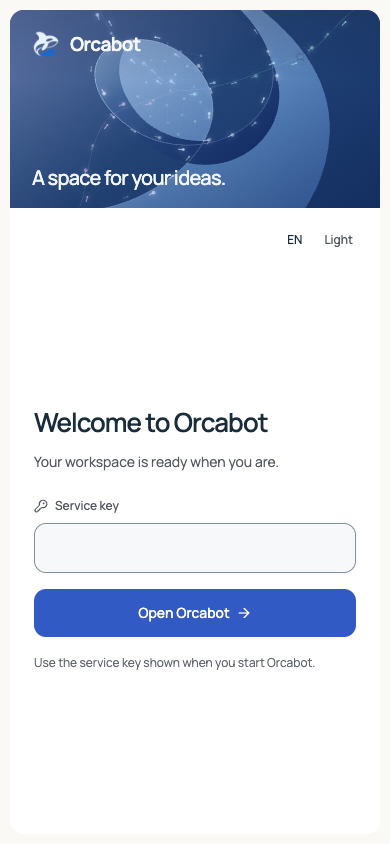 Orcabot
A space for your ideas.
EN Light
Welcome to Orcabot
Your workspace is ready when you are.
Service key
Open Orcabot →
Use the service key shown when you start Orcabot.